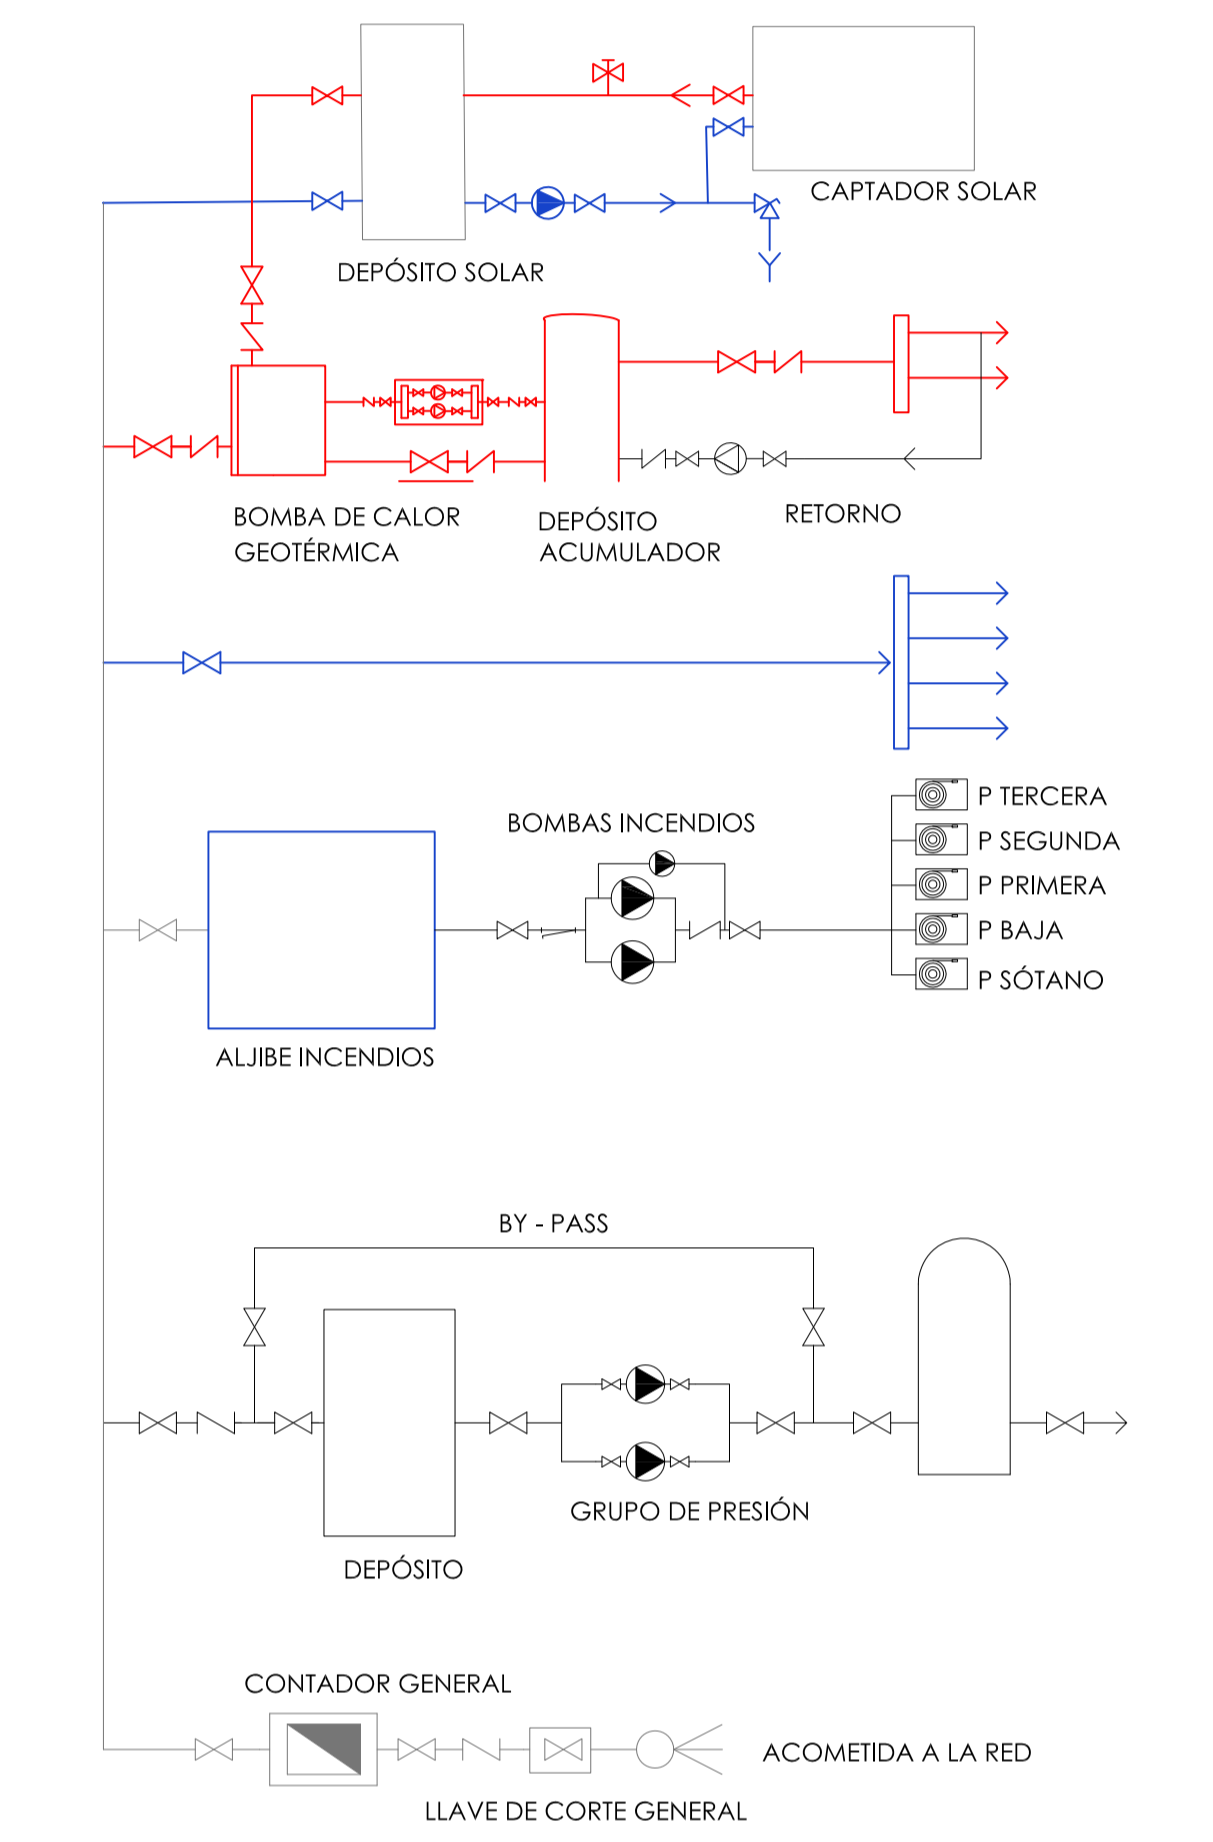 CAPTADOR SOLAR
DEPÓSITO SOLAR
BOMBA DE CALOR
GEOTÉRMICA
DEPÓSITO
ACUMULADOR
RETORNO
BOMBAS INCENDIOS
P TERCERA
P SEGUNDA
P PRIMERA
P BAJA
P SÓTANO
ALJIBE INCENDIOS
BY - PASS
GRUPO DE PRESIÓN
DEPÓSITO
CONTADOR GENERAL
ACOMETIDA A LA RED
LLAVE DE CORTE GENERAL